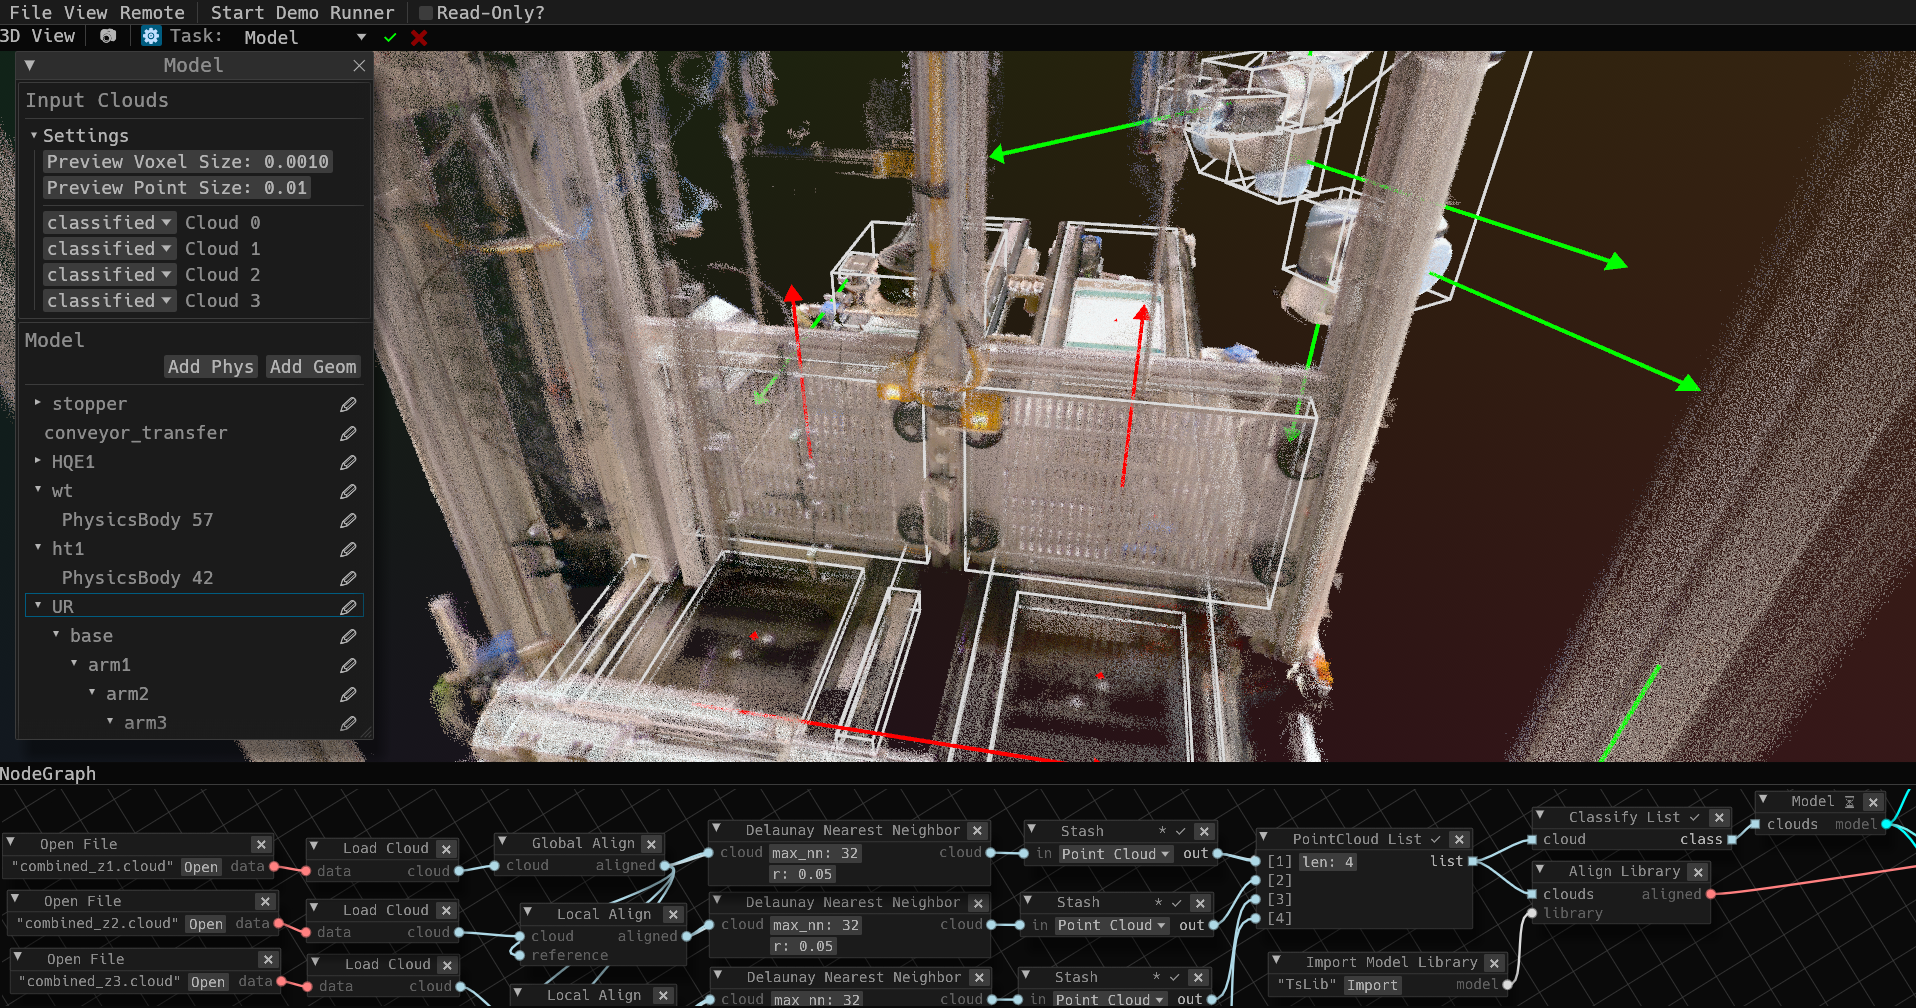 File View Remote Start Demo Runner Read-Only?
3D View Task: Model
Model
Input Clouds
Settings
Preview Voxel Size: 0.0010
Preview Point Size: 0.01
classified Cloud 0
classified Cloud 1
classified Cloud 2
classified Cloud 3
Model
Add Phys Add Geom
stopper
conveyor_transfer
HQE1
wt
PhysicsBody 57
ht1
PhysicsBody 42
UR
base
arm1
arm2
arm3
NodeGraph
Open File
"combined_z1.cloud" Open data
Open File
"combined_z2.cloud" Open data
Open File
"combined_z3.cloud" Open data
Load Cloud
data cloud
Load Cloud
data cloud
Load Cloud
data cloud
Global Align
cloud aligned
Local Align
cloud aligned
reference
Local Align
Delaunay Nearest Neighbor
cloud max_nn: 32 cloud
r: 0.05
Delaunay Nearest Neighbor
cloud max_nn: 32 cloud
r: 0.05
Delaunay Nearest Neighbor
cloud max_nn: 32 cloud
Stash *
in Point Cloud out
Stash *
in Point Cloud out
Stash *
in Point Cloud out
PointCloud List
[1] len: 4 list
[2]
[3]
[4]
Import Model Library
"TsLib" Import model
Classify List
cloud class
Align Library
clouds aligned
library
Model
clouds model